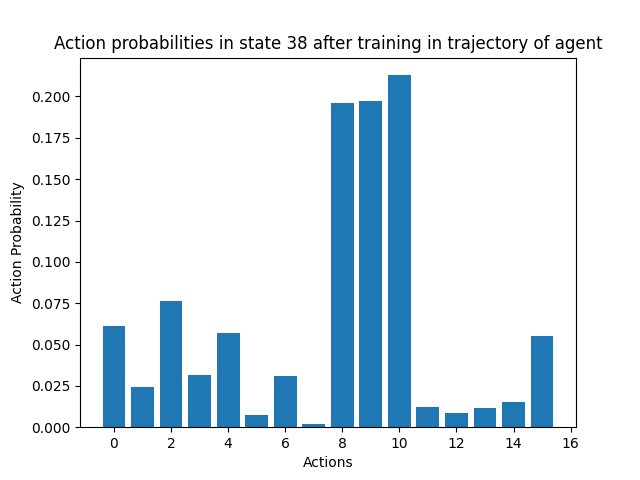 Action probabilities in state 38 after training in trajectory of agent
0.200
0.175
0.150
0.125
0.100
0.075
0.050
0.025
0.000
Action Probability
0 2 4 6 8 10 12 14 16
Actions